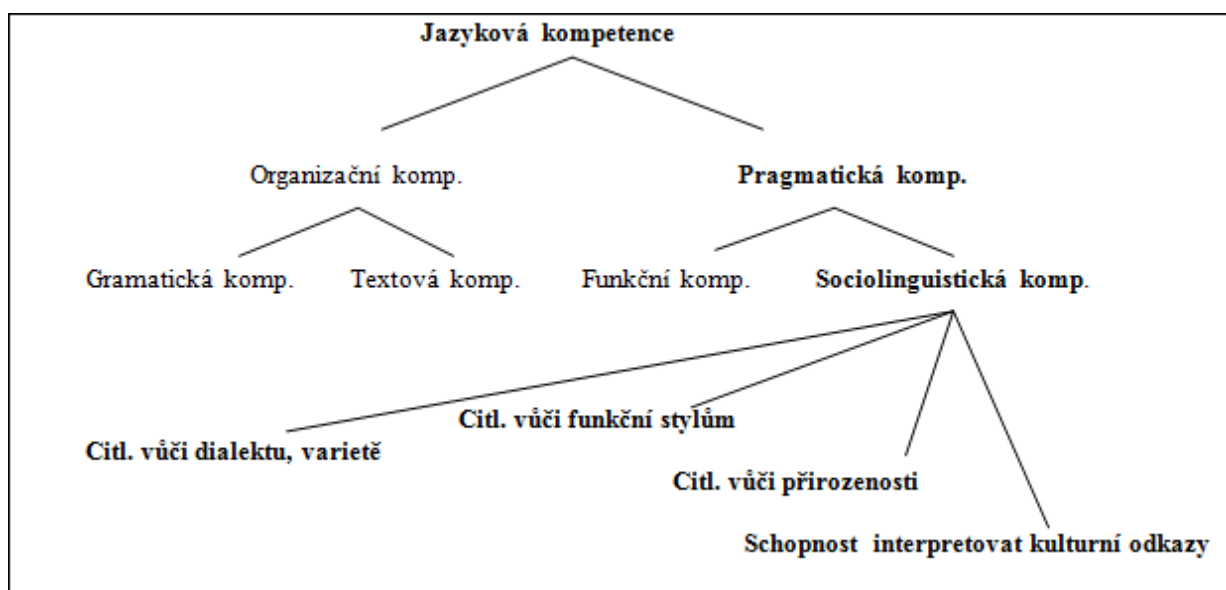 Jazyková kompetence
Organizační komp.
Pragmatická komp.
Gramatická komp.
Textová komp.
Funkční komp.
Sociolinguistická komp.
Citl. vůči funkční stylům
Citl. vůči dialektu, varietě
Citl. vůči přirozenosti
Schopnost interpretovat kulturní odkazy